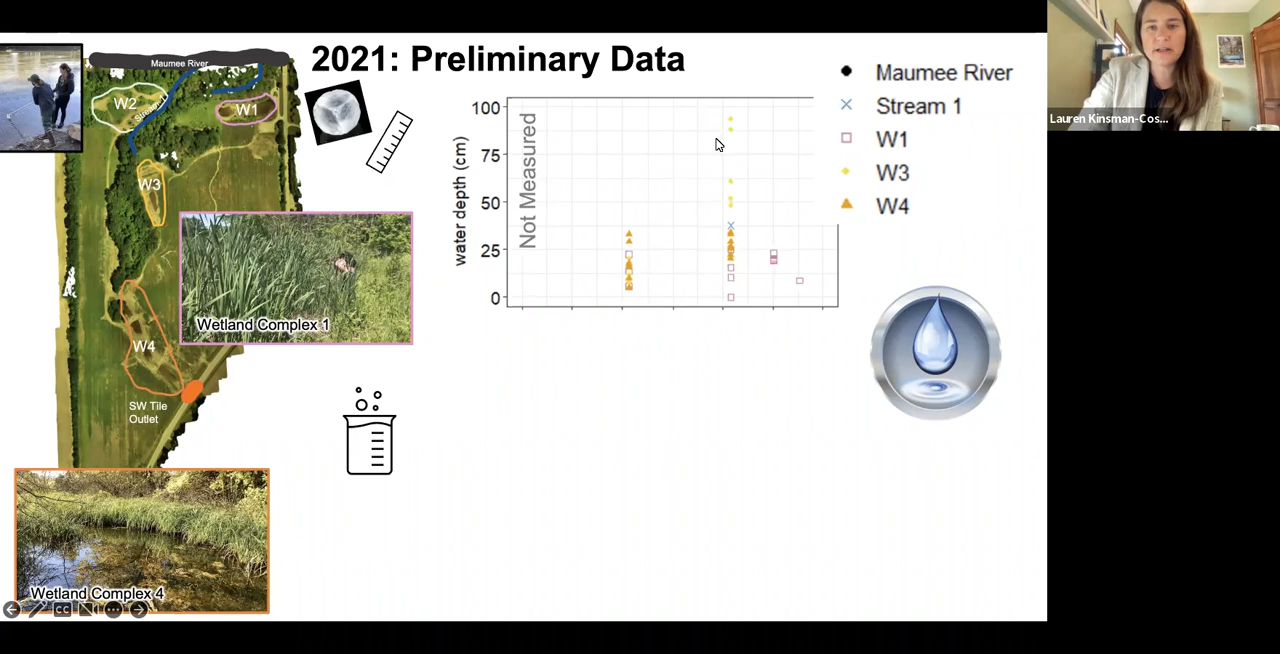 2021: Preliminary Data
Maumee River
W2
Stream 1
W1
W3
W4
SW Tile
Outlet
Wetland Complex 1
Wetland Complex 4
water depth (cm)
100
75
50
25
0
Not Measured
Maumee River
Stream 1
W1
W3
W4
CC
Lauren Kinsman-Cos...